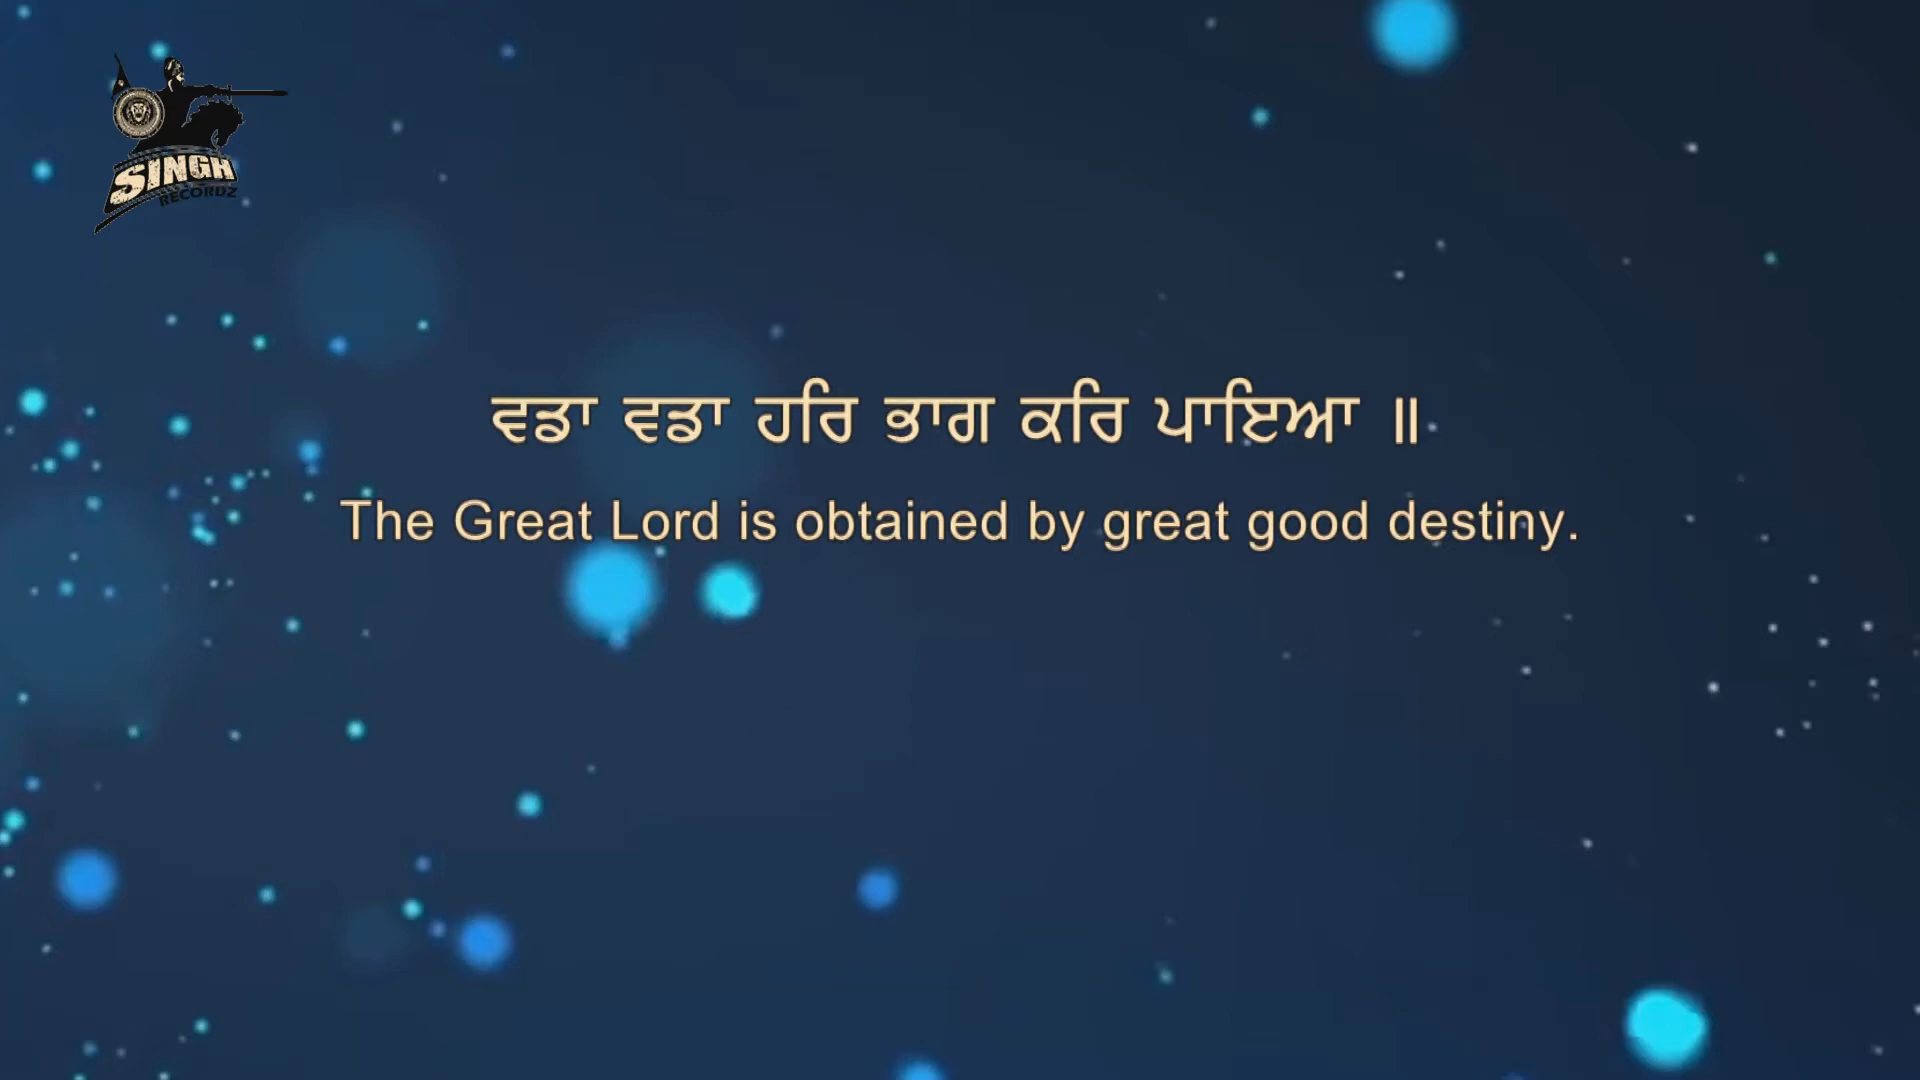 SINGH
RECORDZ
ਵਡਾ ਵਡਾ ਹਰਿ ਭਾਗ ਕਰਿ ਪਾਇਆ ॥
The Great Lord is obtained by great good destiny.